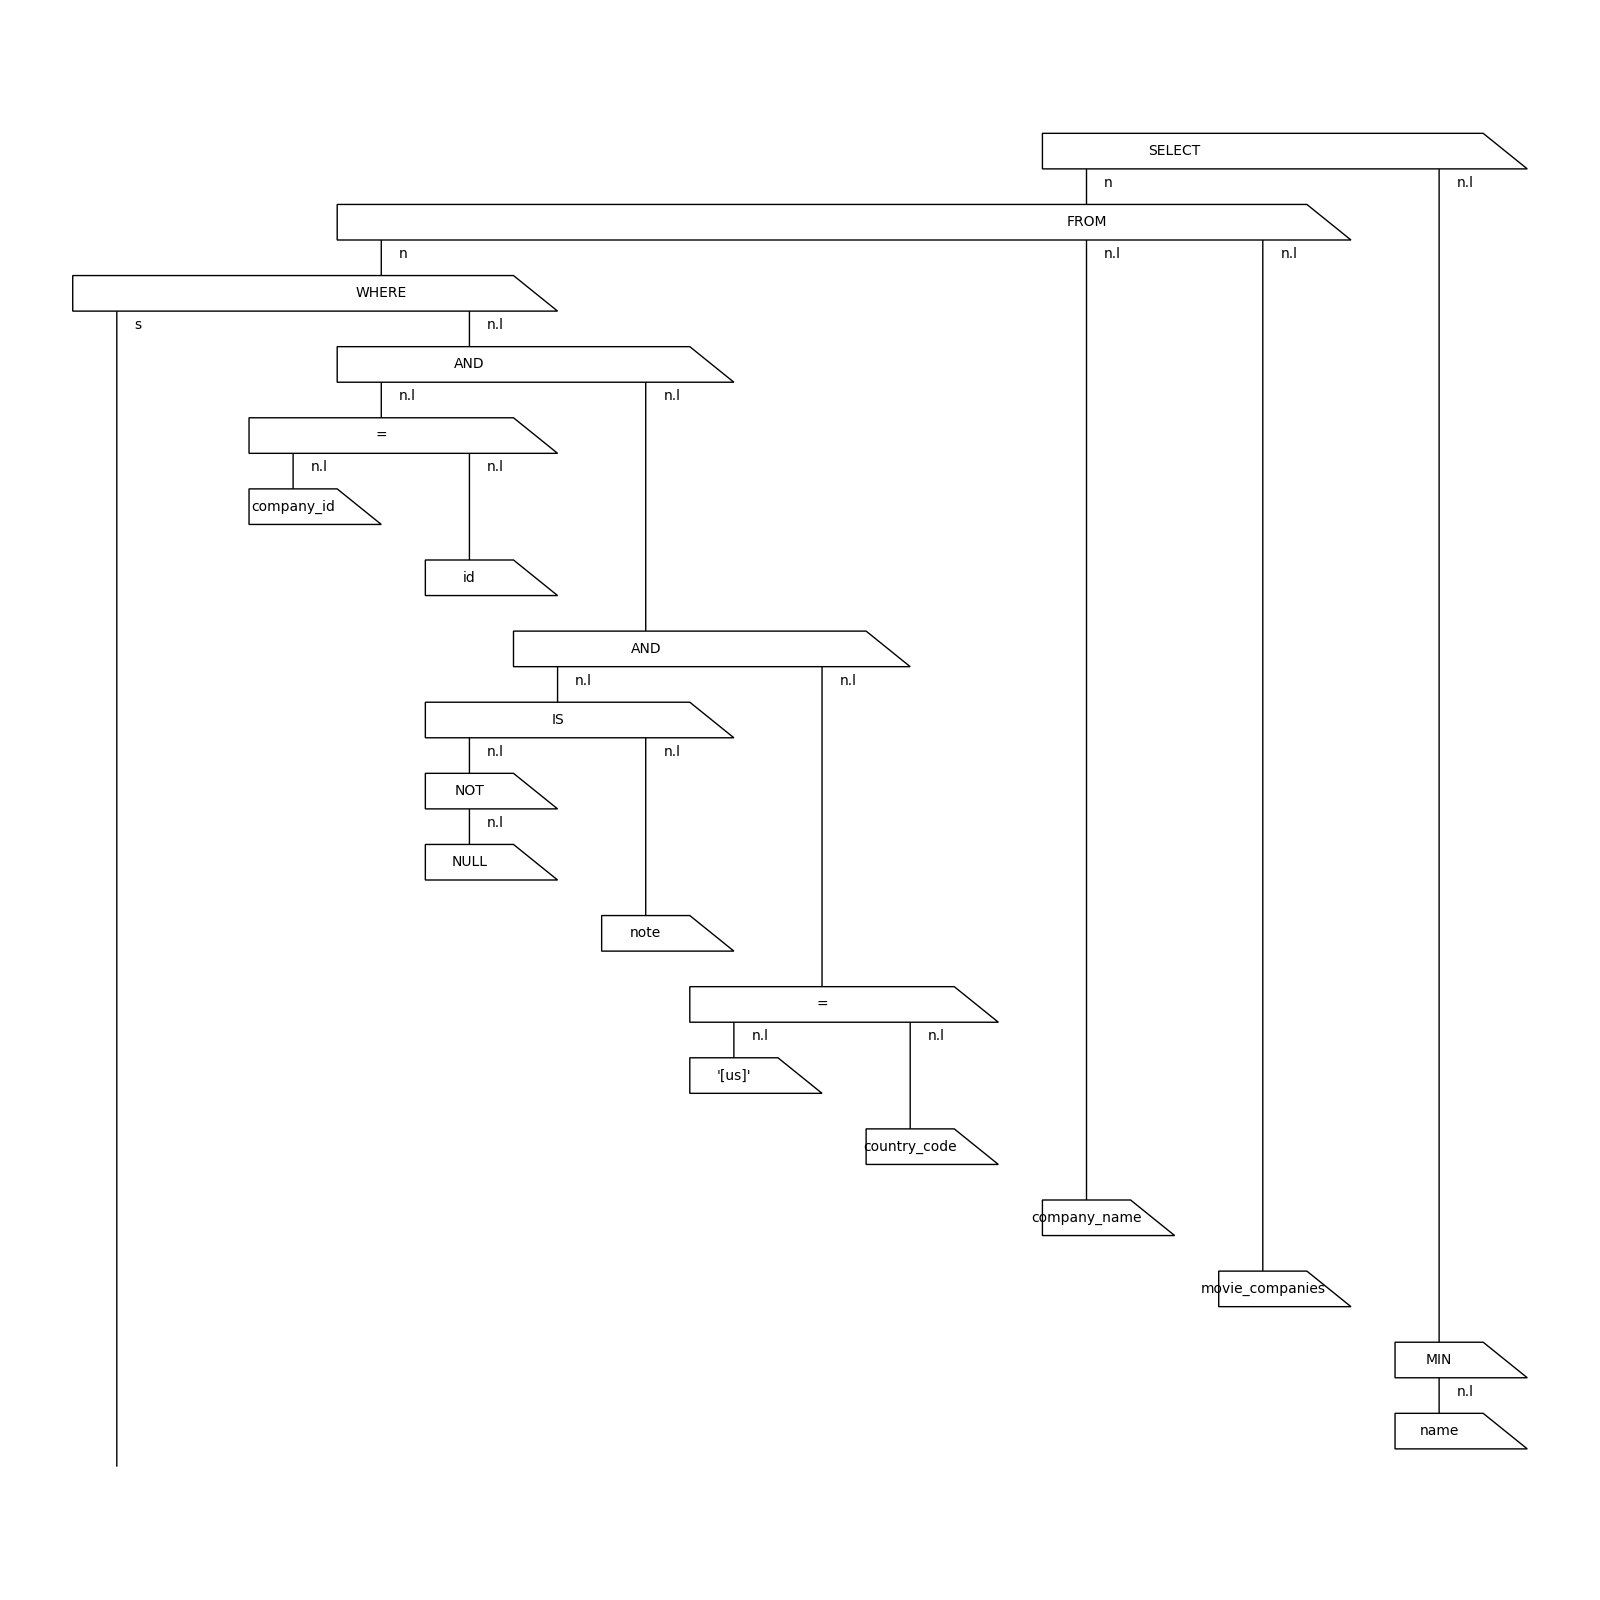 SELECT
n n.l
FROM
n n.l n.l
WHERE
s n.l
AND
n.l n.l
=
n.l n.l
company_id
id
AND
n.l n.l
IS
n.l n.l
NOT
n.l
NULL
note
=
n.l n.l
'[us]'
country_code
company_name
movie_companies
MIN
n.l
name